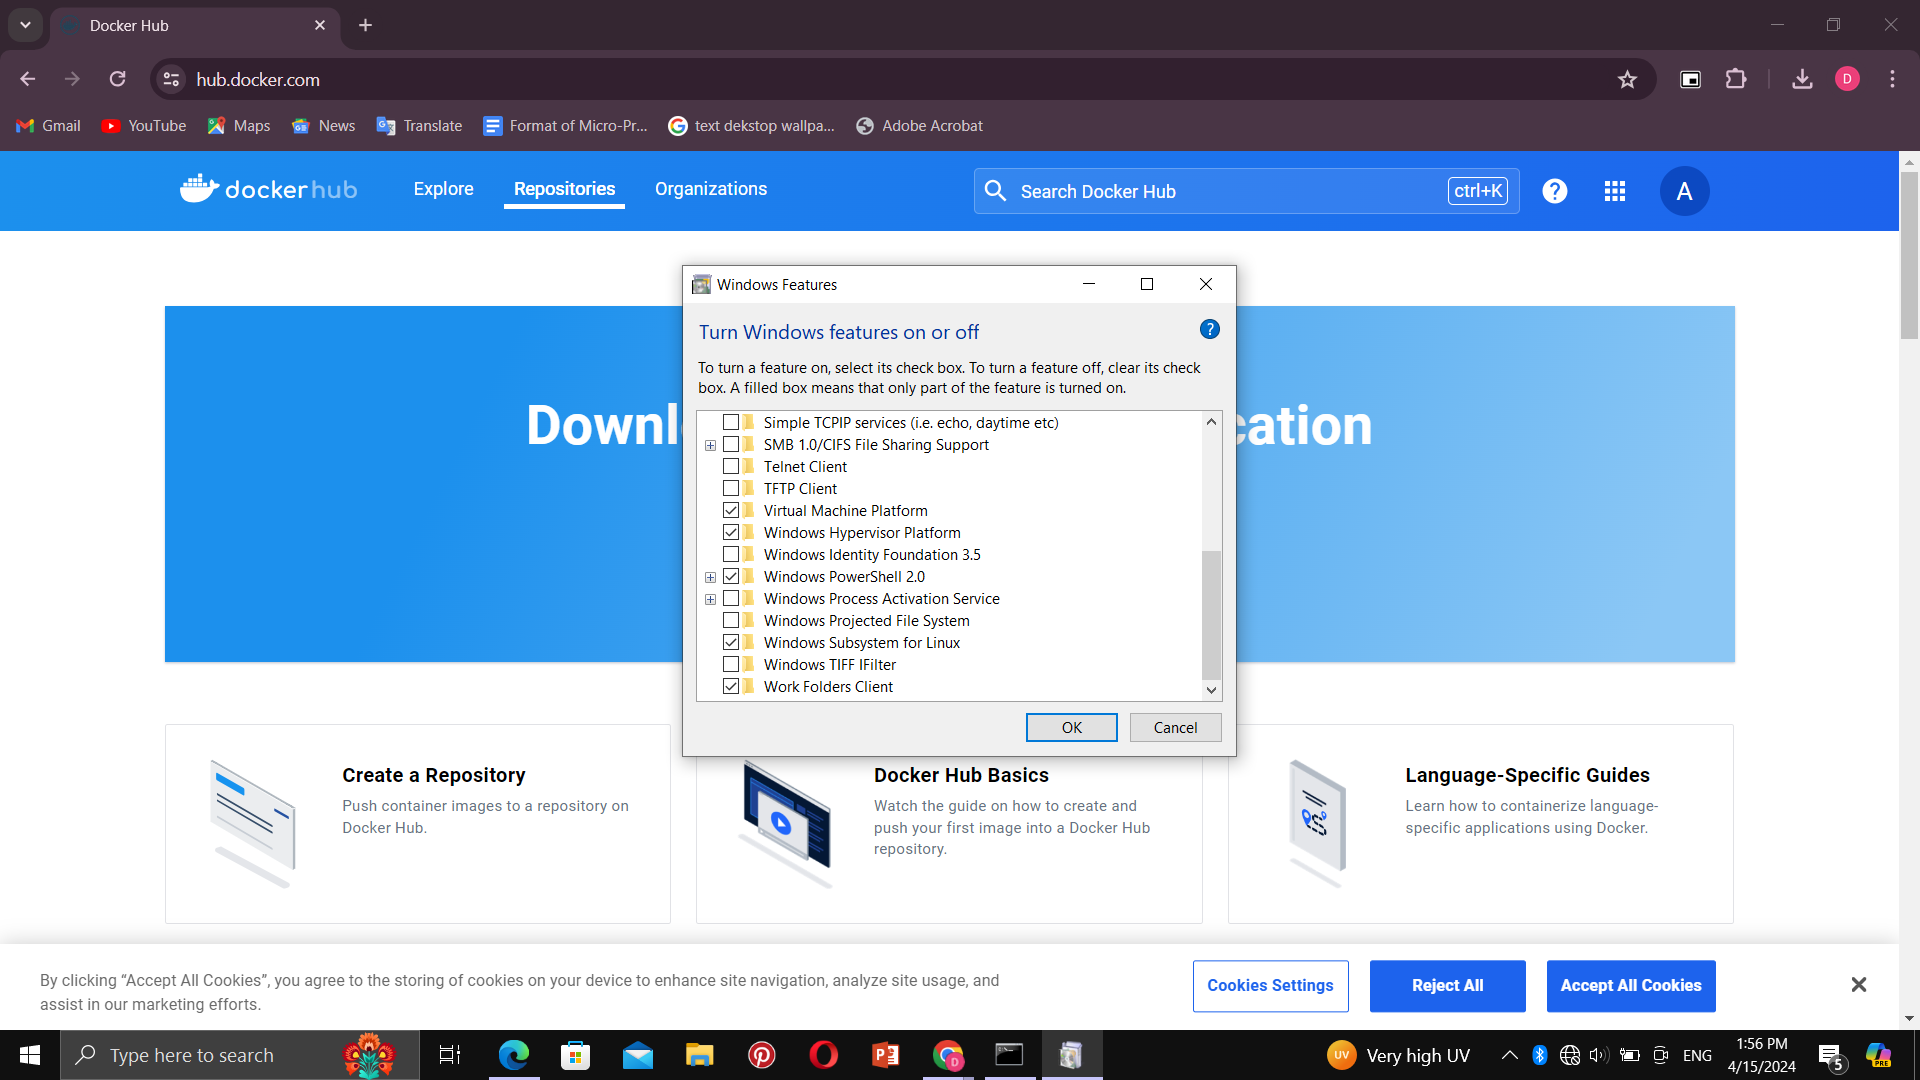 Docker Hub
hub.docker.com
Gmail YouTube Maps News Translate Format of Micro-Pr... text dekstop wallpa... Adobe Acrobat
docker hub Explore Repositories Organizations Search Docker Hub ctrl+K ? A
Windows Features
Turn Windows features on or off ?
To turn a feature on, select its check box. To turn a feature off, clear its check
box. A filled box means that only part of the feature is turned on.
Simple TCPIP services (i.e. echo, daytime etc)
SMB 1.0/CIFS File Sharing Support
Telnet Client
TFTP Client
Virtual Machine Platform
Windows Hypervisor Platform
Windows Identity Foundation 3.5
Windows PowerShell 2.0
Windows Process Activation Service
Windows Projected File System
Windows Subsystem for Linux
Windows TIFF IFilter
Work Folders Client
OK Cancel
Downl cation
Create a Repository
Push container images to a repository on
Docker Hub.
Docker Hub Basics
Watch the guide on how to create and
push your first image into a Docker Hub
repository.
Language-Specific Guides
Learn how to containerize language-
specific applications using Docker.
By clicking “Accept All Cookies”, you agree to the storing of cookies on your device to enhance site navigation, analyze site usage, and
assist in our marketing efforts.
Cookies Settings Reject All Accept All Cookies
Type here to search
UV Very high UV ENG
1:56 PM
4/15/2024
5
PRE
D
D